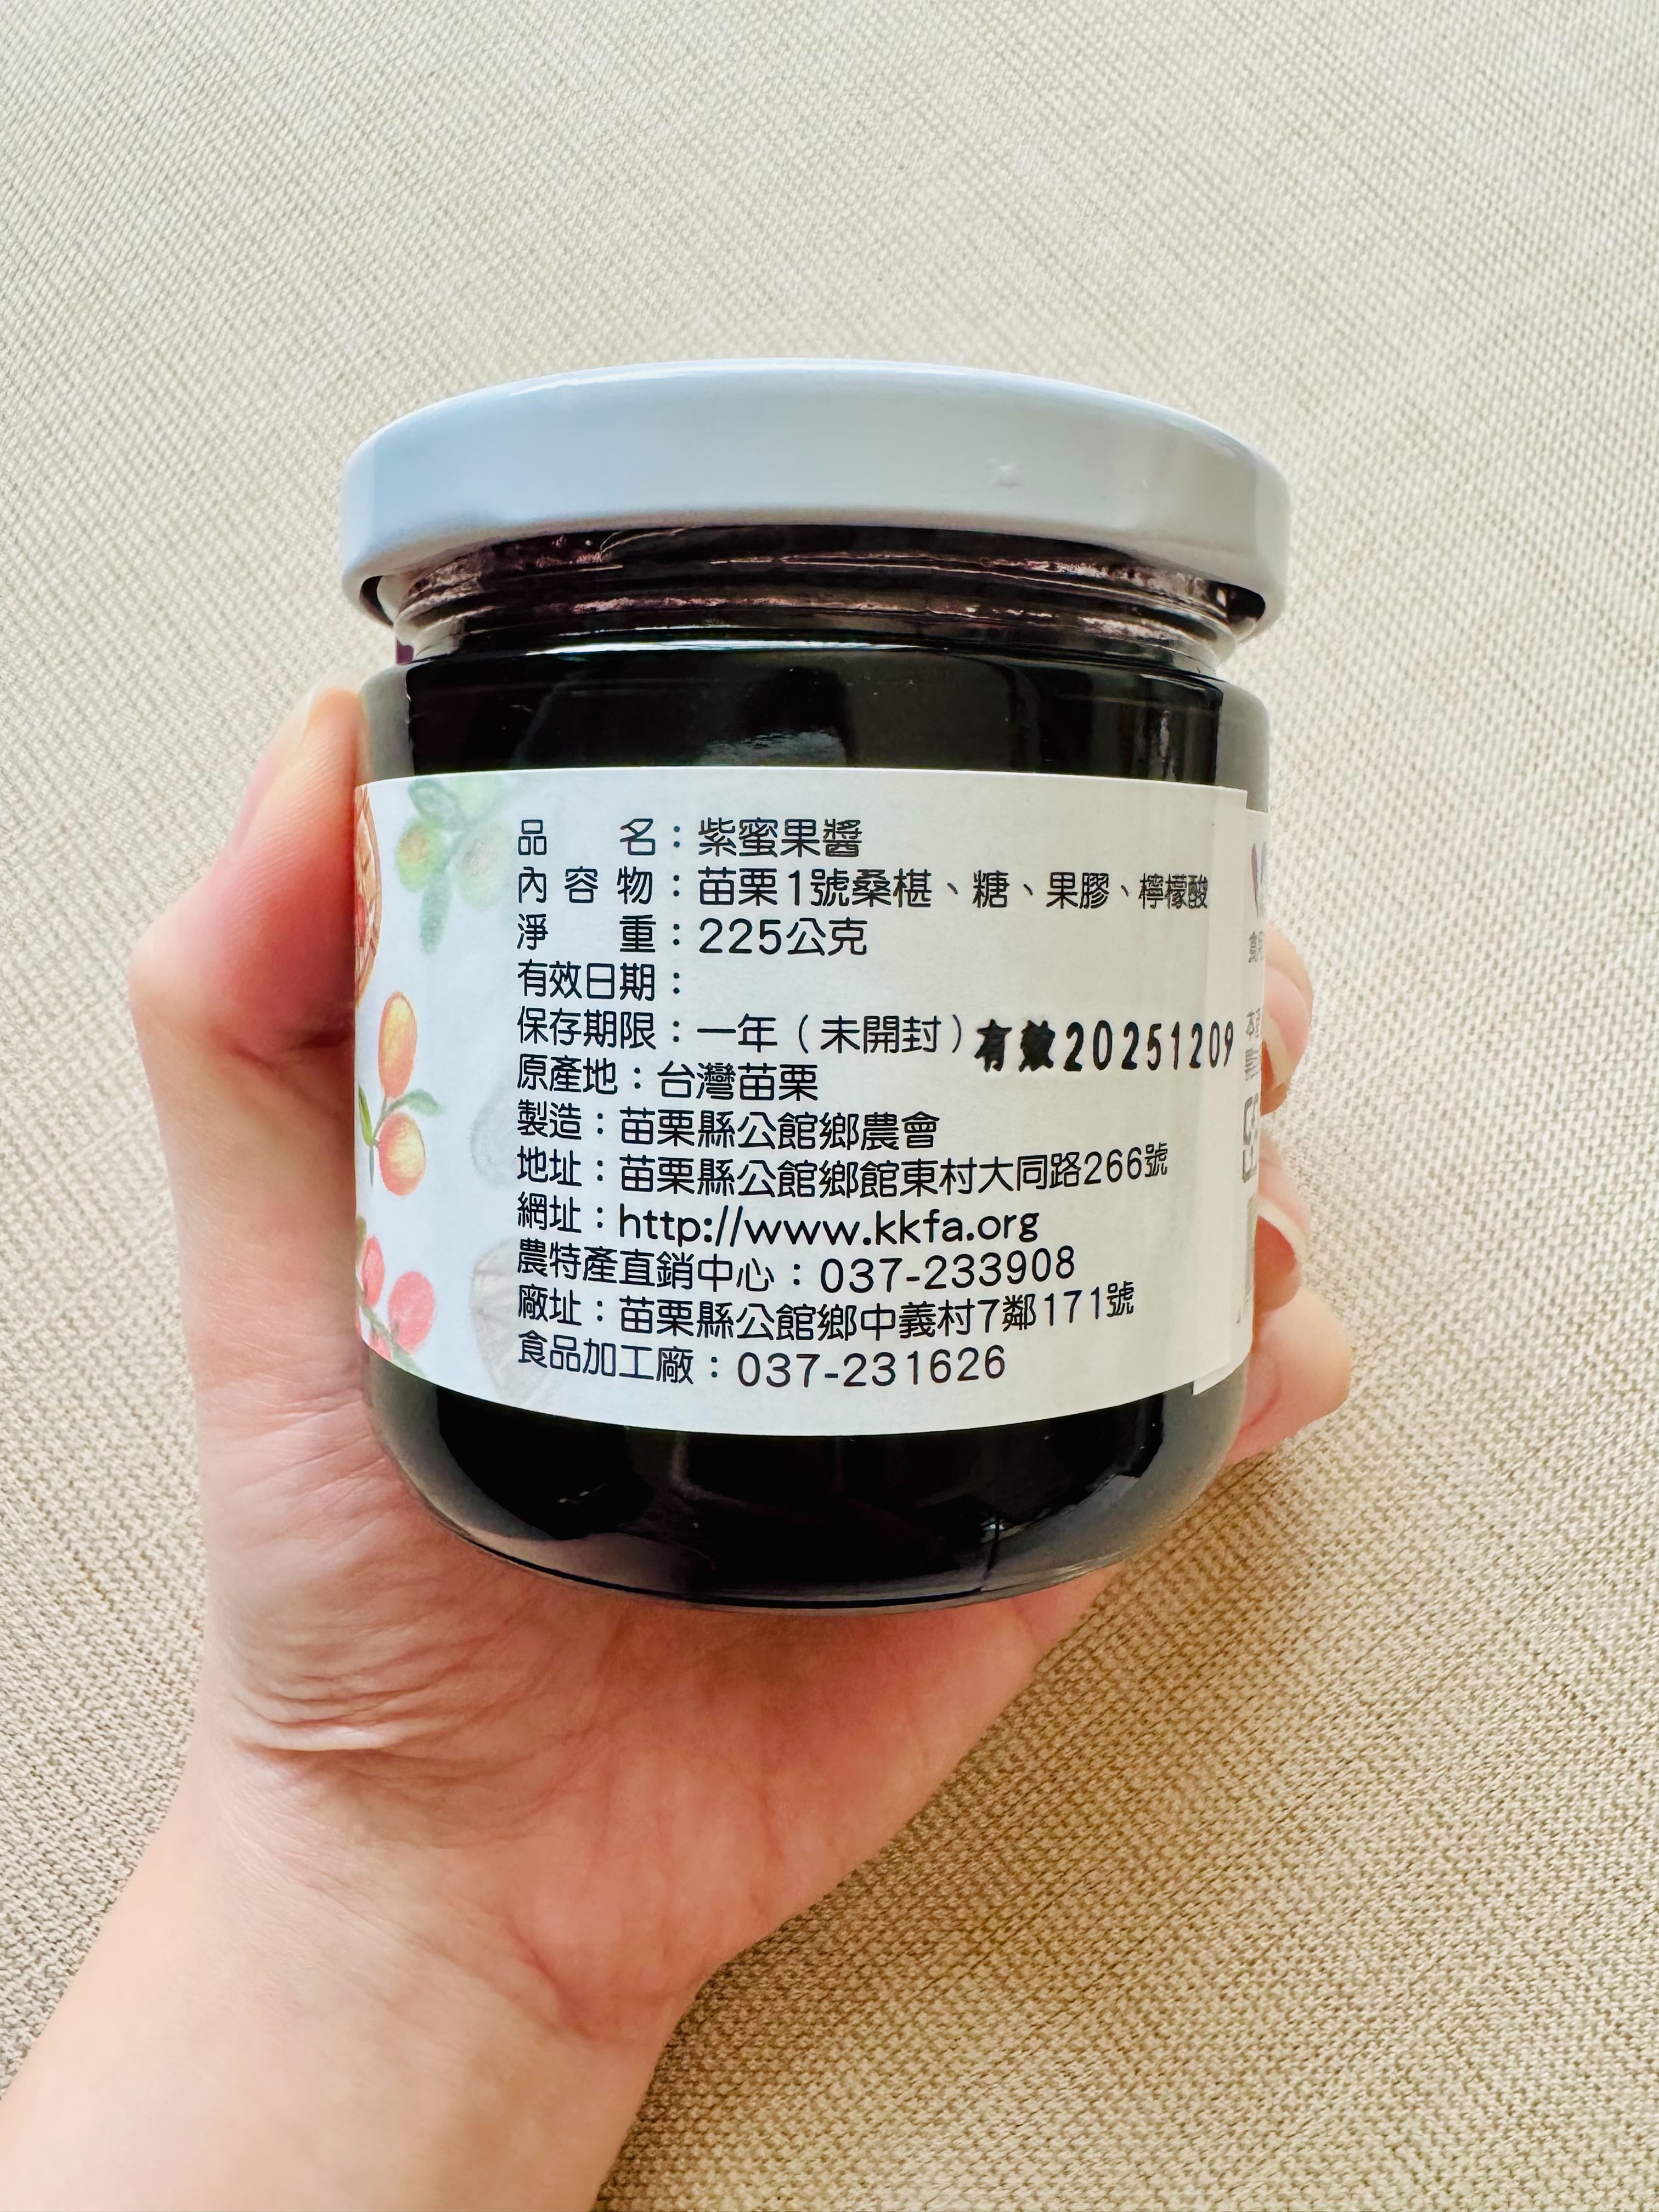 品名：紫蜜果醬
內容物：苗栗1號桑椹、糖、果膠、檸檬酸
淨重：225公克
有效日期：
保存期限：一年（未開封）有效20251209
原產地：台灣苗栗
製造：苗栗縣公館鄉農會
地址：苗栗縣公館鄉館東村大同路266號
網址：http://www.kkfa.org
農特產直銷中心：037-233908
廠址：苗栗縣公館鄉中義村7鄰171號
食品加工廠：037-231626